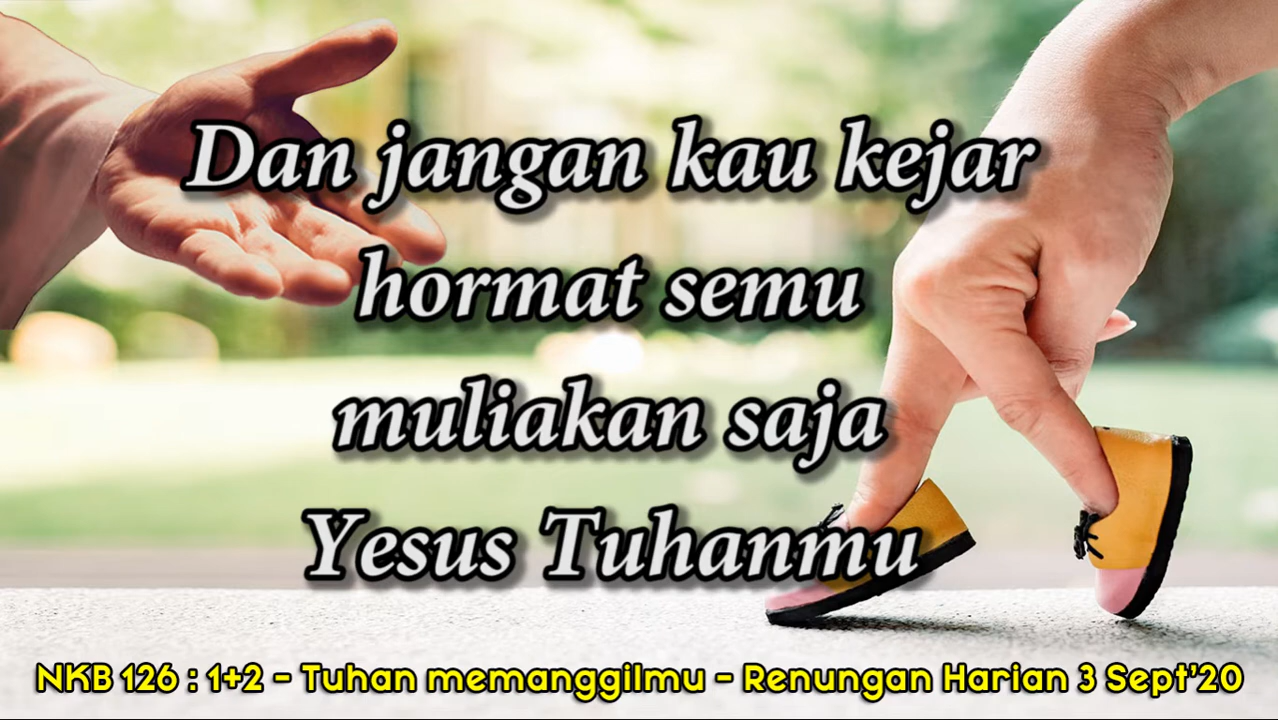 Dan jangan kau kejar
hormat semu
muliakan saja
Yesus Tuhanmu
NKB 126 : 1+2 - Tuhan memanggilmu - Renungan Harian 3 Sept'20